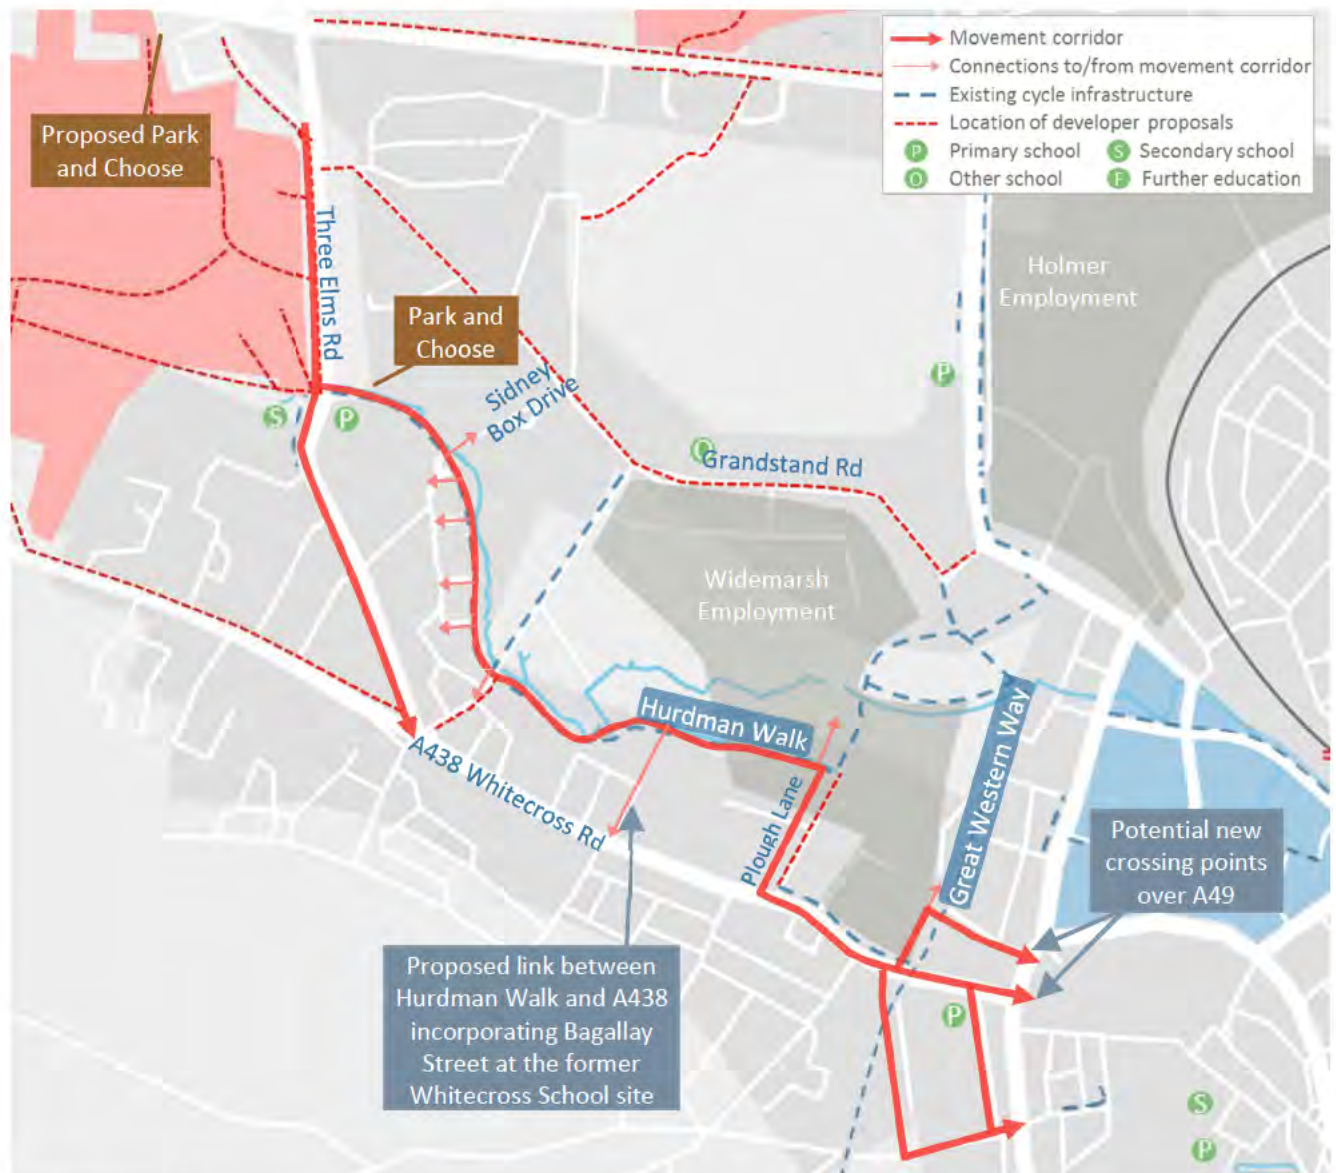 Movement corridor
Connections to/from movement corridor
Existing cycle infrastructure
Location of developer proposals
P Primary school
S Secondary school
O Other school
F Further education
Proposed Park
and Choose
Three Elms Rd
Park and
Choose
Sidney
Box Drive
Holmer
Employment
S
P
P
O
Grandstand Rd
Widemarsh
Employment
Hurdman Walk
Great Western Way
A438 Whitecross Rd
Plough Lane
Potential new
crossing points
over A49
Proposed link between
Hurdman Walk and A438
incorporating Bagallay
Street at the former
Whitecross School site
P
S
P